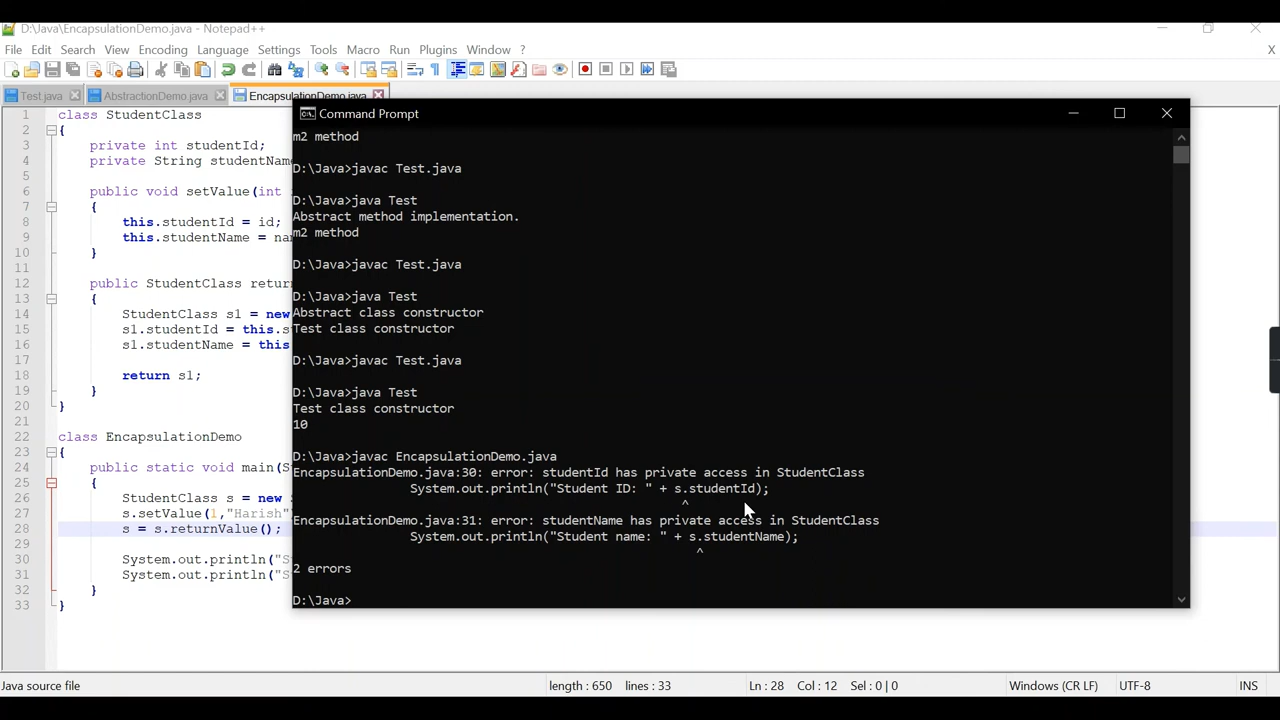 D:\Java\EncapsulationDemo.java - Notepad++
File Edit Search View Encoding Language Settings Tools Macro Run Plugins Window ? X
Test.java AbstractionDemo.java EncapsulationDemo.java
1 class StudentClass
2 {
3 private int studentId;
4 private String studentName
5
6 public void setValue(int
7 {
8 this.studentId = id;
9 this.studentName =
10 }
11
12 public StudentClass
13 {
14 StudentClass s1 = new
15 s1.studentId =
16 s1.studentName = this
17
18 return s1;
19 }
20 }
21
22 class EncapsulationDemo
23 {
24 public static void
25 {
26 StudentClass s = new
27 s.setValue(1,"Harish"
28 s = s.returnValue();
29
30 System.out.println(
31 System.out.println(
32 }
33 }
Command Prompt
m2 method
D:\Java>javac Test.java
D:\Java>java Test
Abstract method implementation.
m2 method
D:\Java>javac Test.java
D:\Java>java Test
Abstract class constructor
Test class constructor
D:\Java>javac Test.java
D:\Java>java Test
Test class constructor
10
D:\Java>javac EncapsulationDemo.java
EncapsulationDemo.java:30: error: studentId has private access in StudentClass
System.out.println("Student ID: " + s.studentId);
^
EncapsulationDemo.java:31: error: studentName has private access in StudentClass
System.out.println("Student name: " + s.studentName);
^
2 errors
D:\Java>
Java source file length : 650 lines : 33 Ln : 28 Col : 12 Sel : 0 | 0 Windows (CR LF) UTF-8 INS